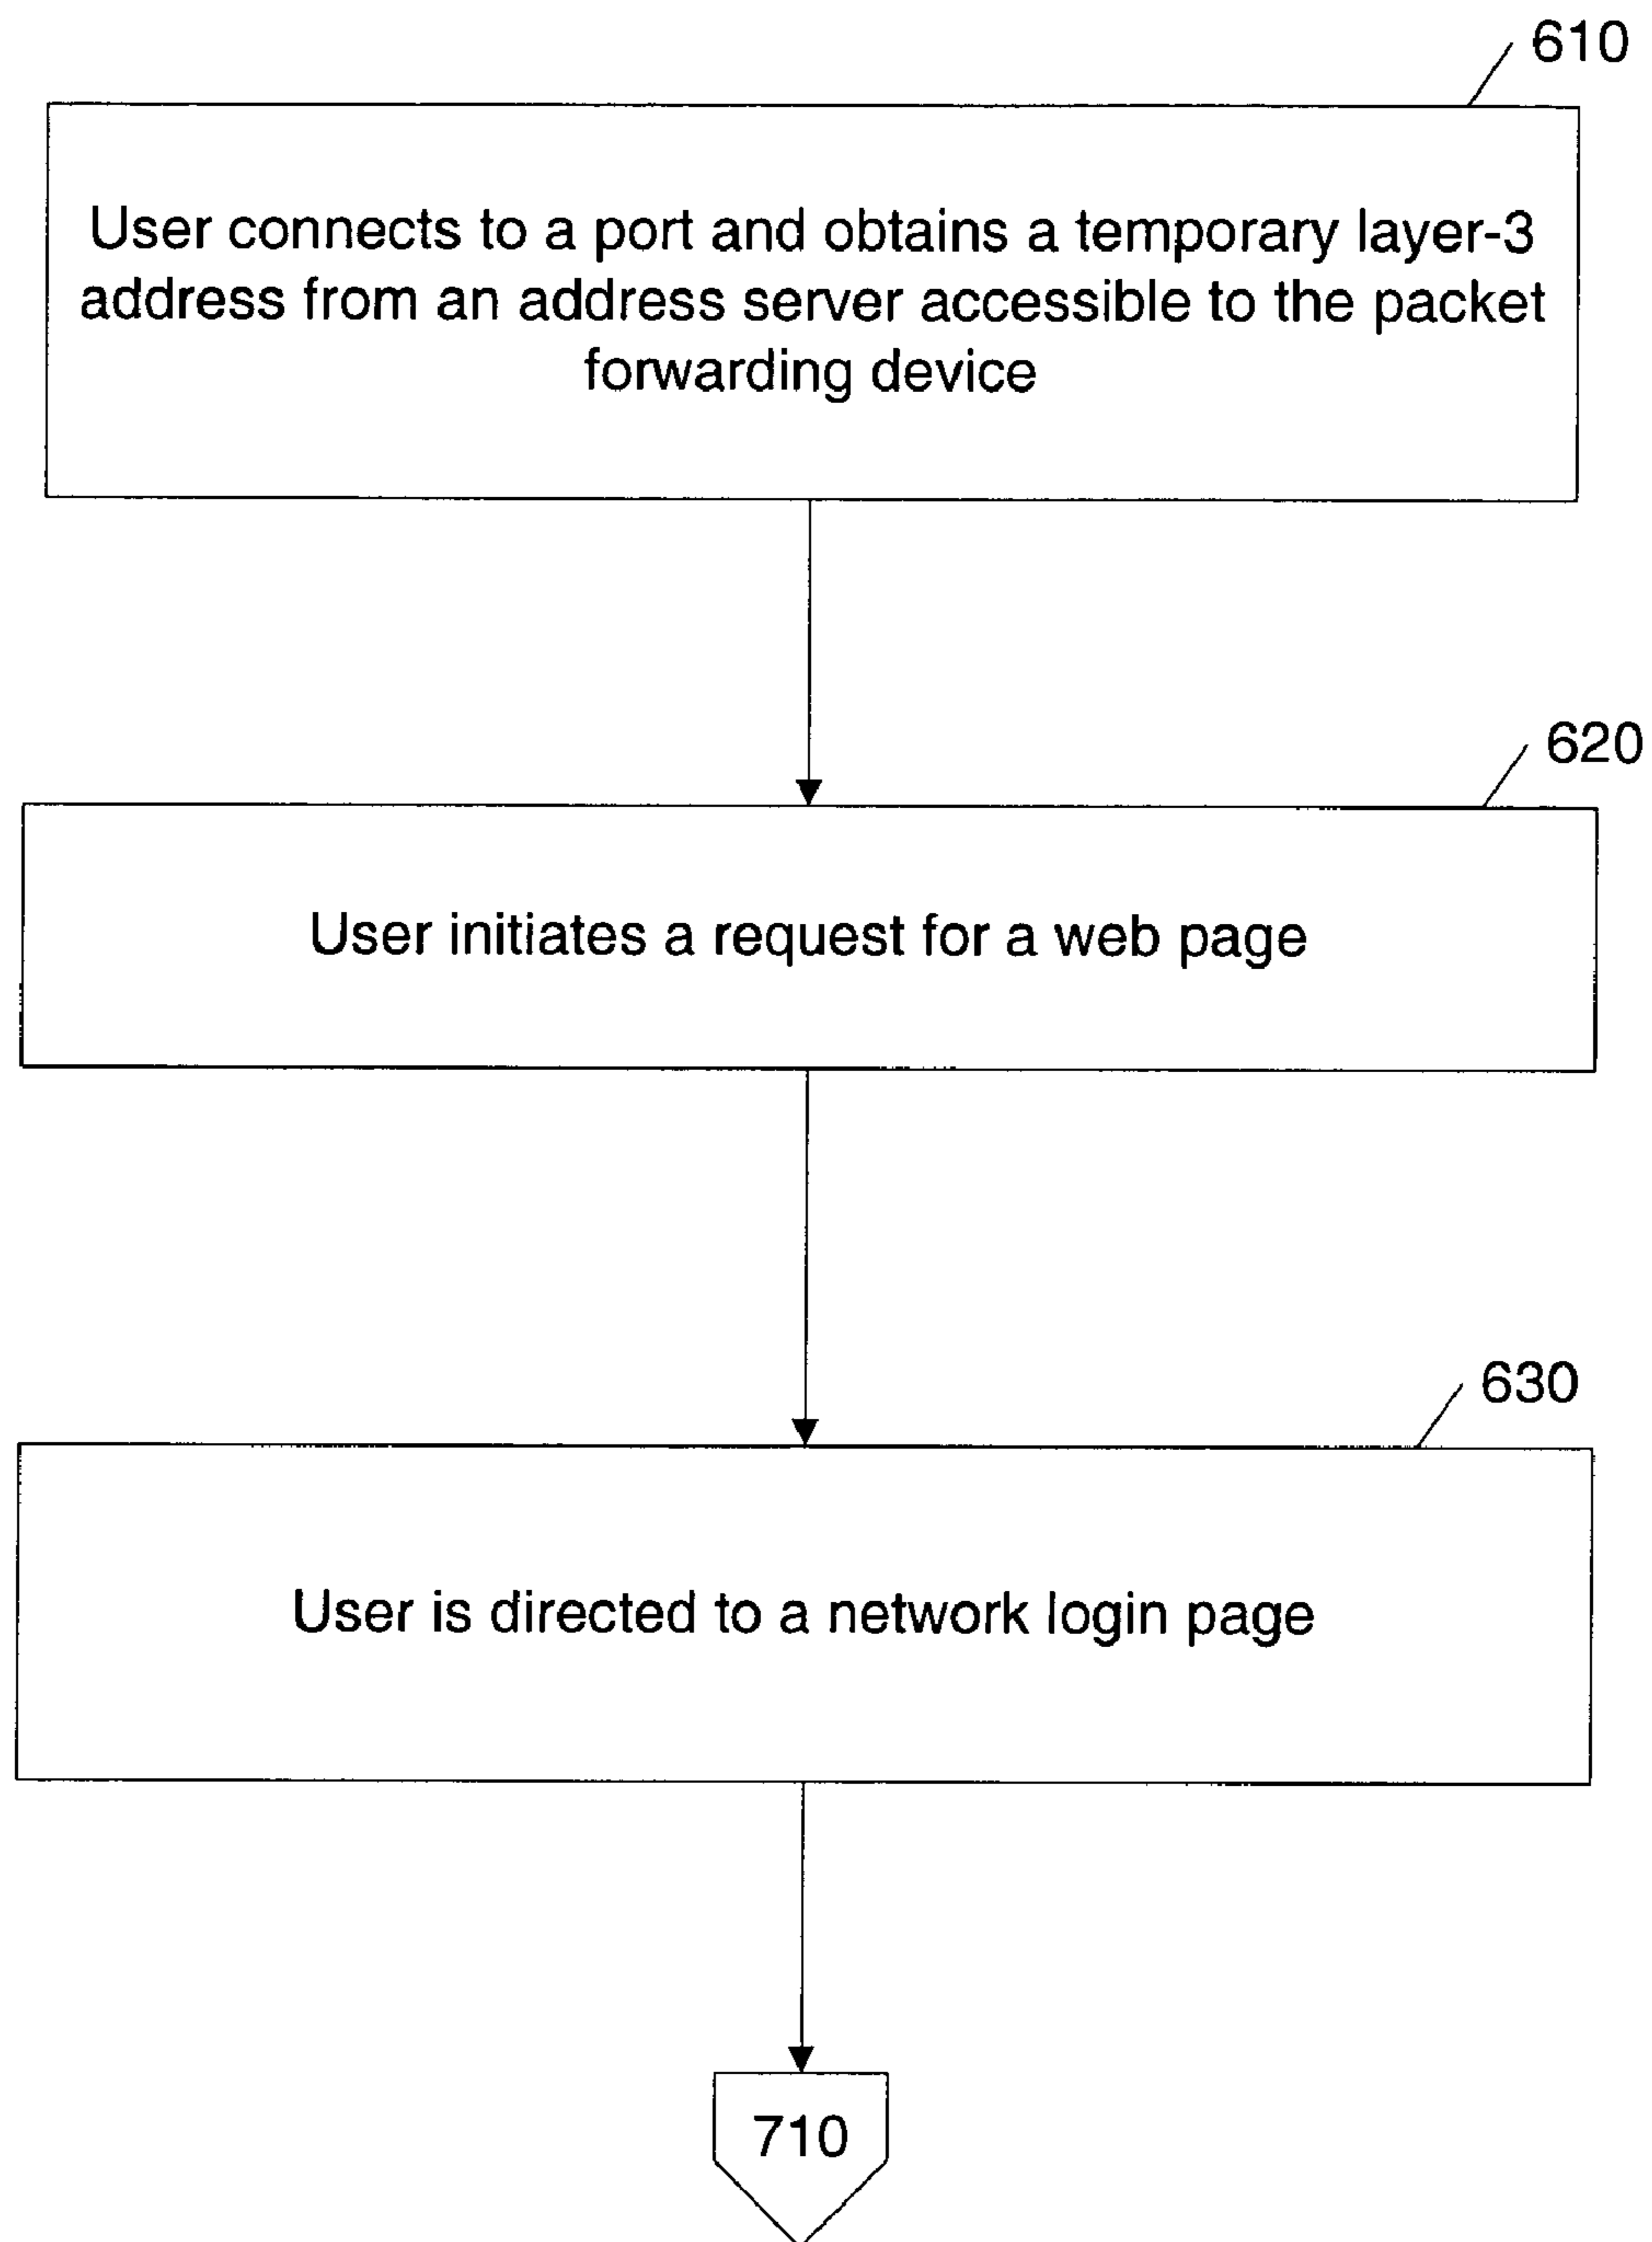 610
User connects to a port and obtains a temporary layer-3
address from an address server accessible to the packet
forwarding device
620
User initiates a request for a web page
630
User is directed to a network login page
710